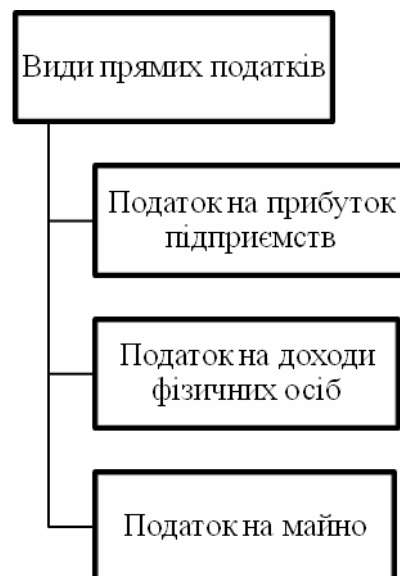 Види прямих податків
Податок на прибуток
підприємств
Податок на доходи
фізичних осіб
Податок на майно